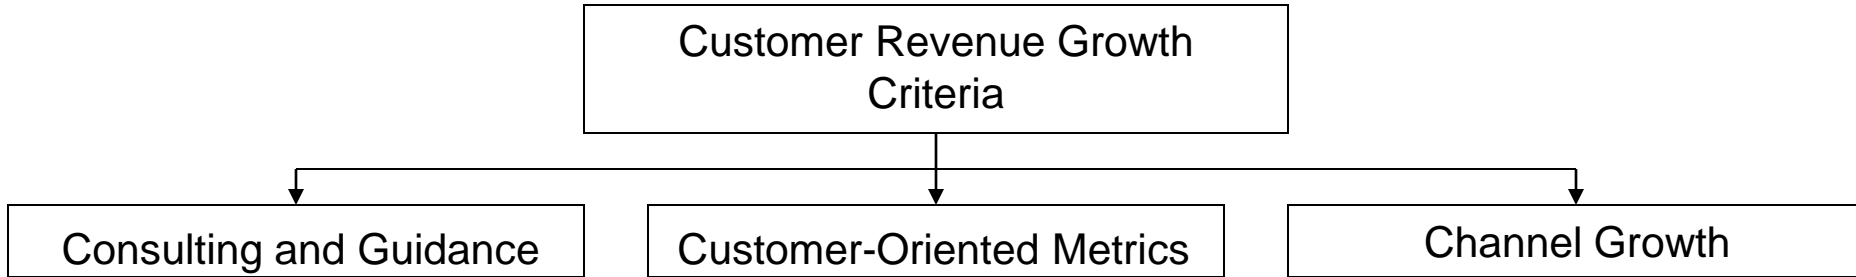 Customer Revenue Growth
Criteria
Consulting and Guidance
Customer-Oriented Metrics
Channel Growth